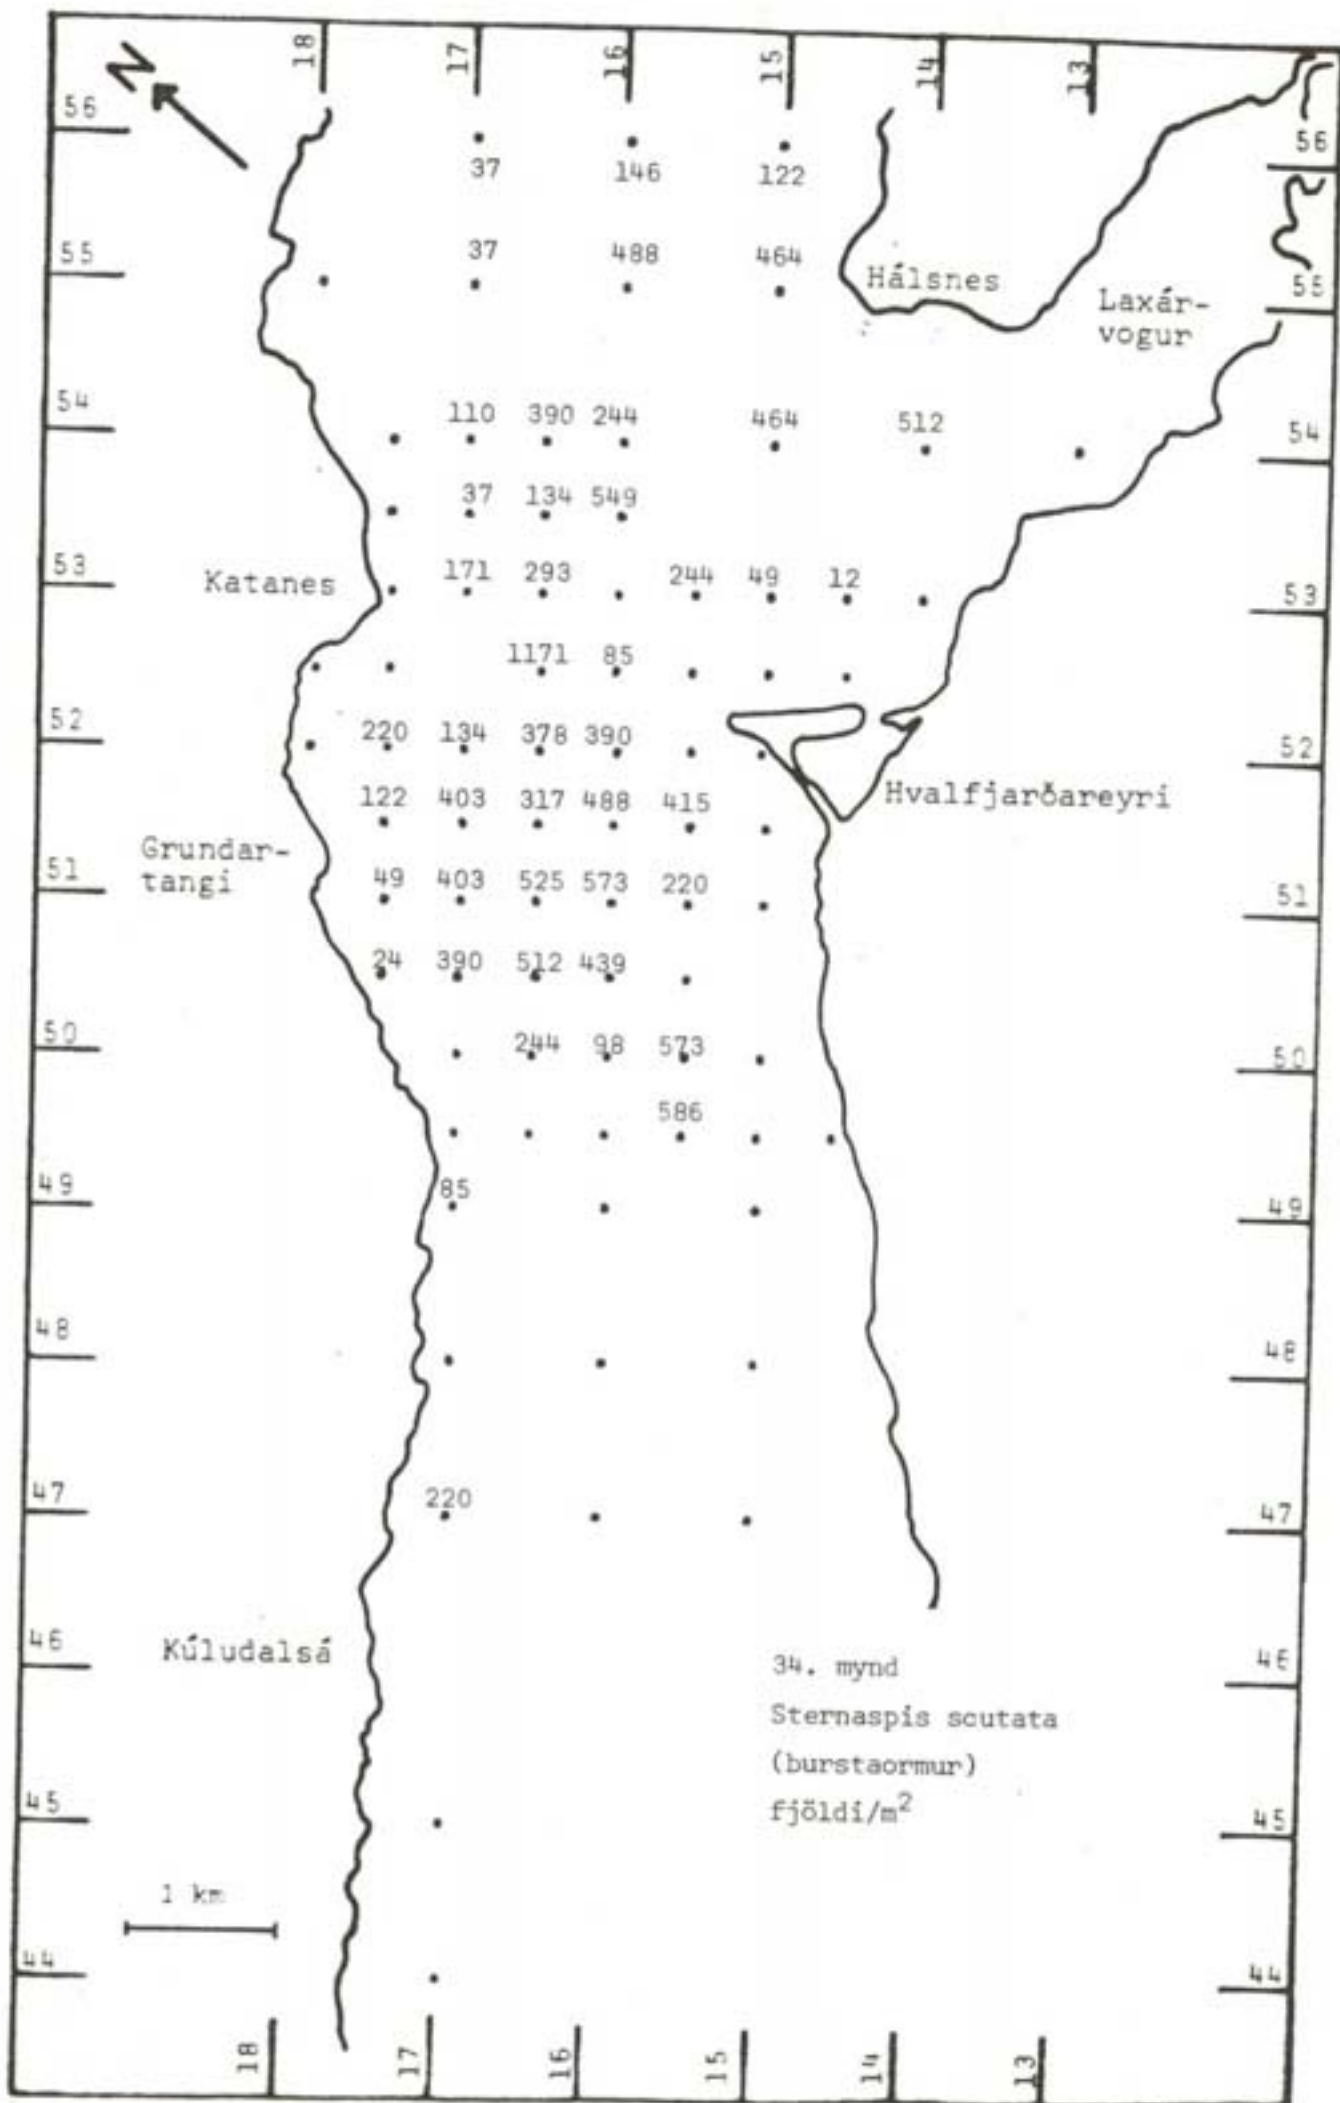 N
18 17 16 15 14 13
56
56
37 146 122
55 37 488 464
Hálsnes
55
Laxár-
vogur
54 110 390 244 464 512
54
37 134 549
53 171 293 244 49 12
Katanes
53
1171 85
52 220 134 378 390
52
122 403 317 488 415
Hvalfjarðareyri
Grundar-
tangi
51 49 403 525 573 220
51
24 390 512 439
50 244 98 573
50
586
49 85
49
48
48
47 220
47
Kúludalsá
46
46
34. mynd
Sternaspis scutata
(burstaormur)
fjöldi/m²
45
45
1 km
44
44
18 17 16 15 14 13